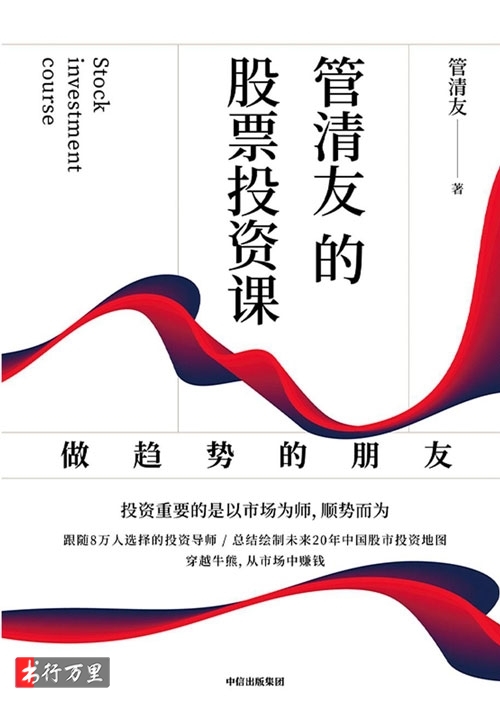 管清友的
股票投资课
管清友
著
Stock
investment
course
做趋势的朋友
投资重要的是以市场为师, 顺势而为
跟随8万人选择的投资导师 / 总结绘制未来20年中国股市投资地图
穿越牛熊, 从市场中赚钱
书行万里
中信出版集团